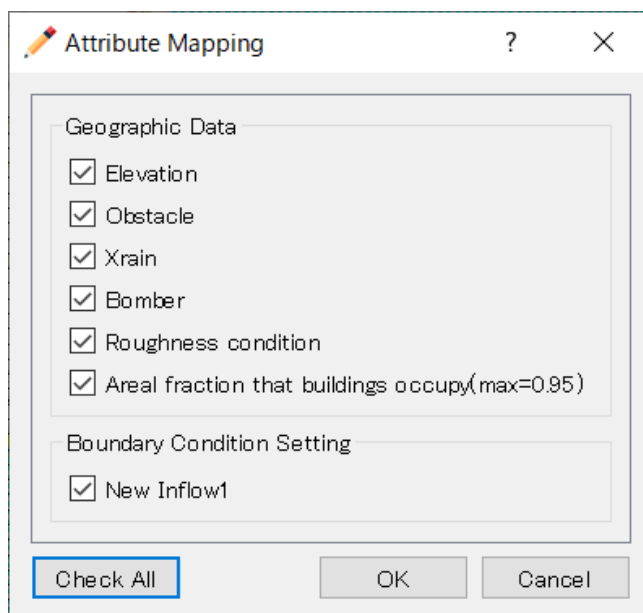 Attribute Mapping
Geographic Data
Elevation
Obstacle
Xrain
Bomber
Roughness condition
Areal fraction that buildings occupy(max=0.95)
Boundary Condition Setting
New Inflow1
Check All OK Cancel